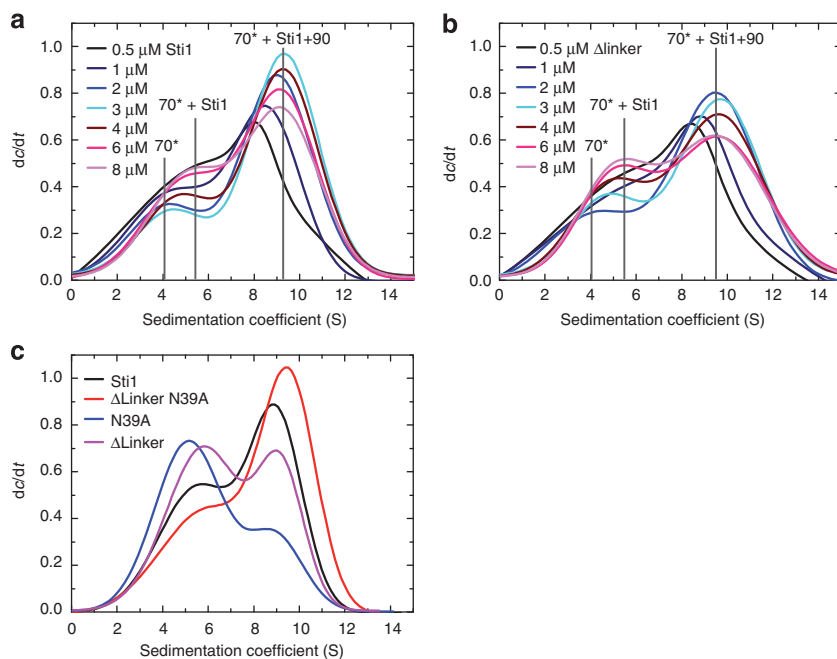 a
0.5 µM Sti1
1 µM
2 µM
3 µM
4 µM
6 µM
8 µM
70* + Sti1+90
70* + Sti1
70*
1.0
0.8
0.6
0.4
0.2
0.0
dc/dt
0 2 4 6 8 10 12 14
Sedimentation coefficient (S)
b
0.5 µM Δlinker
1 µM
2 µM
3 µM
4 µM
6 µM
8 µM
70* + Sti1+90
70* + Sti1
70*
1.0
0.8
0.6
0.4
0.2
0.0
dc/dt
0 2 4 6 8 10 12 14
Sedimentation coefficient (S)
c
Sti1
ΔLinker N39A
N39A
ΔLinker
1.0
0.8
0.6
0.4
0.2
0.0
dc/dt
0 2 4 6 8 10 12 14
Sedimentation coefficient (S)